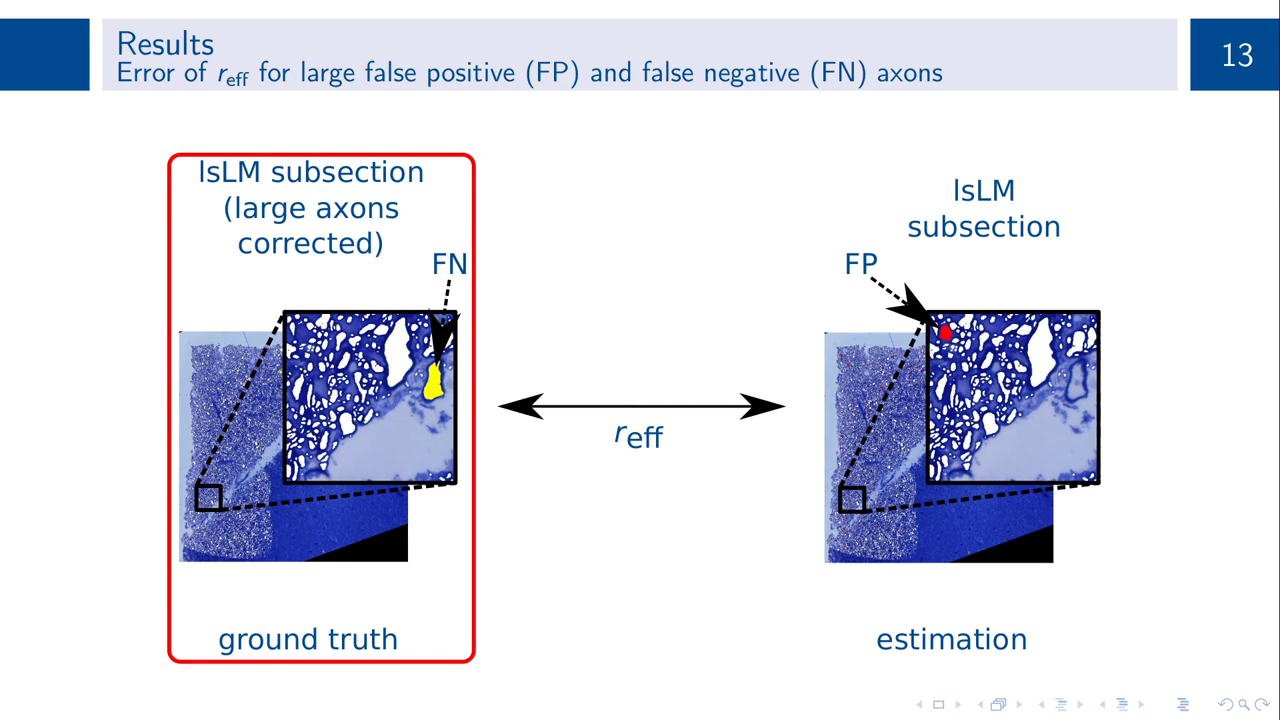 Results
Error of reff for large false positive (FP) and false negative (FN) axons
13
lsLM subsection
(large axons
corrected)
FN
ground truth
reff
lsLM
subsection
FP
estimation